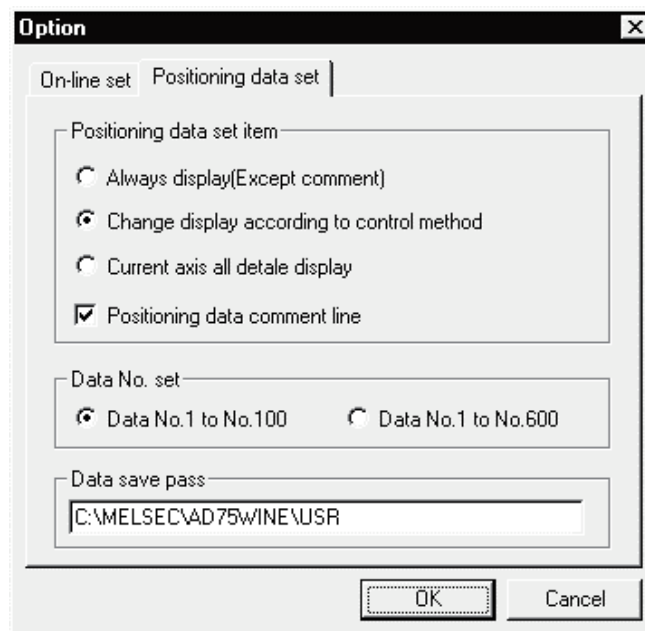 Option
On-line set Positioning data set
Positioning data set item
Always display(Except comment)
Change display according to control method
Current axis all detale display
Positioning data comment line
Data No. set
Data No.1 to No.100 Data No.1 to No.600
Data save pass
C:\MELSEC\AD75WINE\USR
OK Cancel